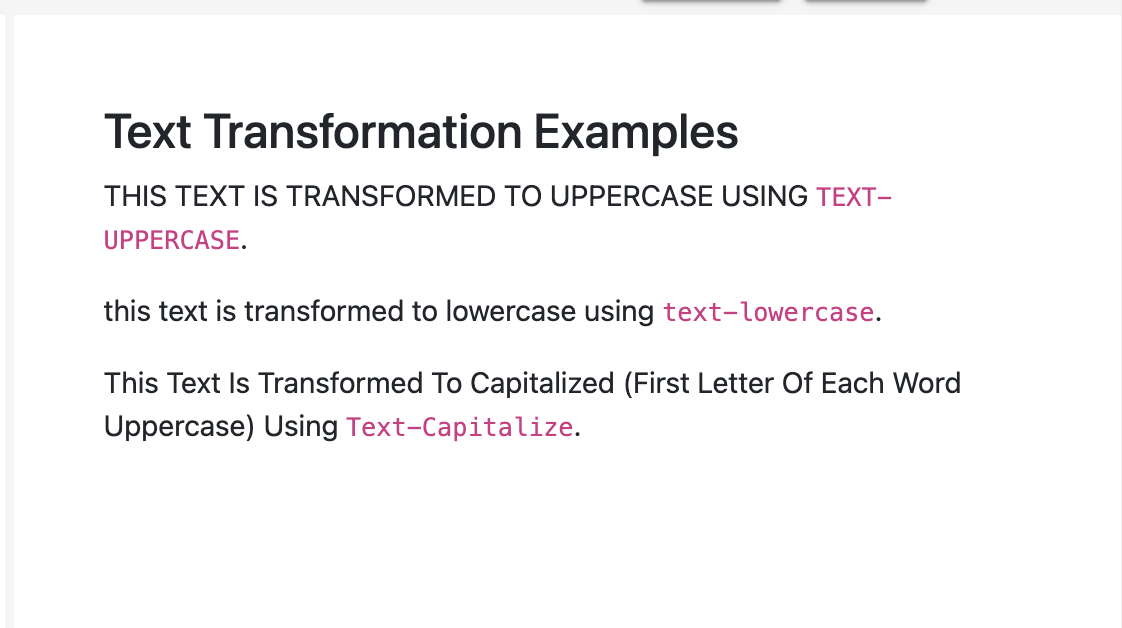 Text Transformation Examples
THIS TEXT IS TRANSFORMED TO UPPERCASE USING TEXT-
UPPERCASE.
this text is transformed to lowercase using text-lowercase.
This Text Is Transformed To Capitalized (First Letter Of Each Word
Uppercase) Using Text-Capitalize.